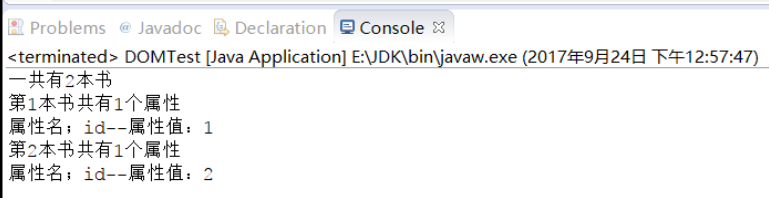 Problems @ Javadoc Declaration Console
<terminated> DOMTest [Java Application] E:\JDK\bin\javaw.exe (2017年9月24日 下午12:57:47)
一共有2本书
第1本书共有1个属性
属性名；id--属性值：1
第2本书共有1个属性
属性名；id--属性值：2